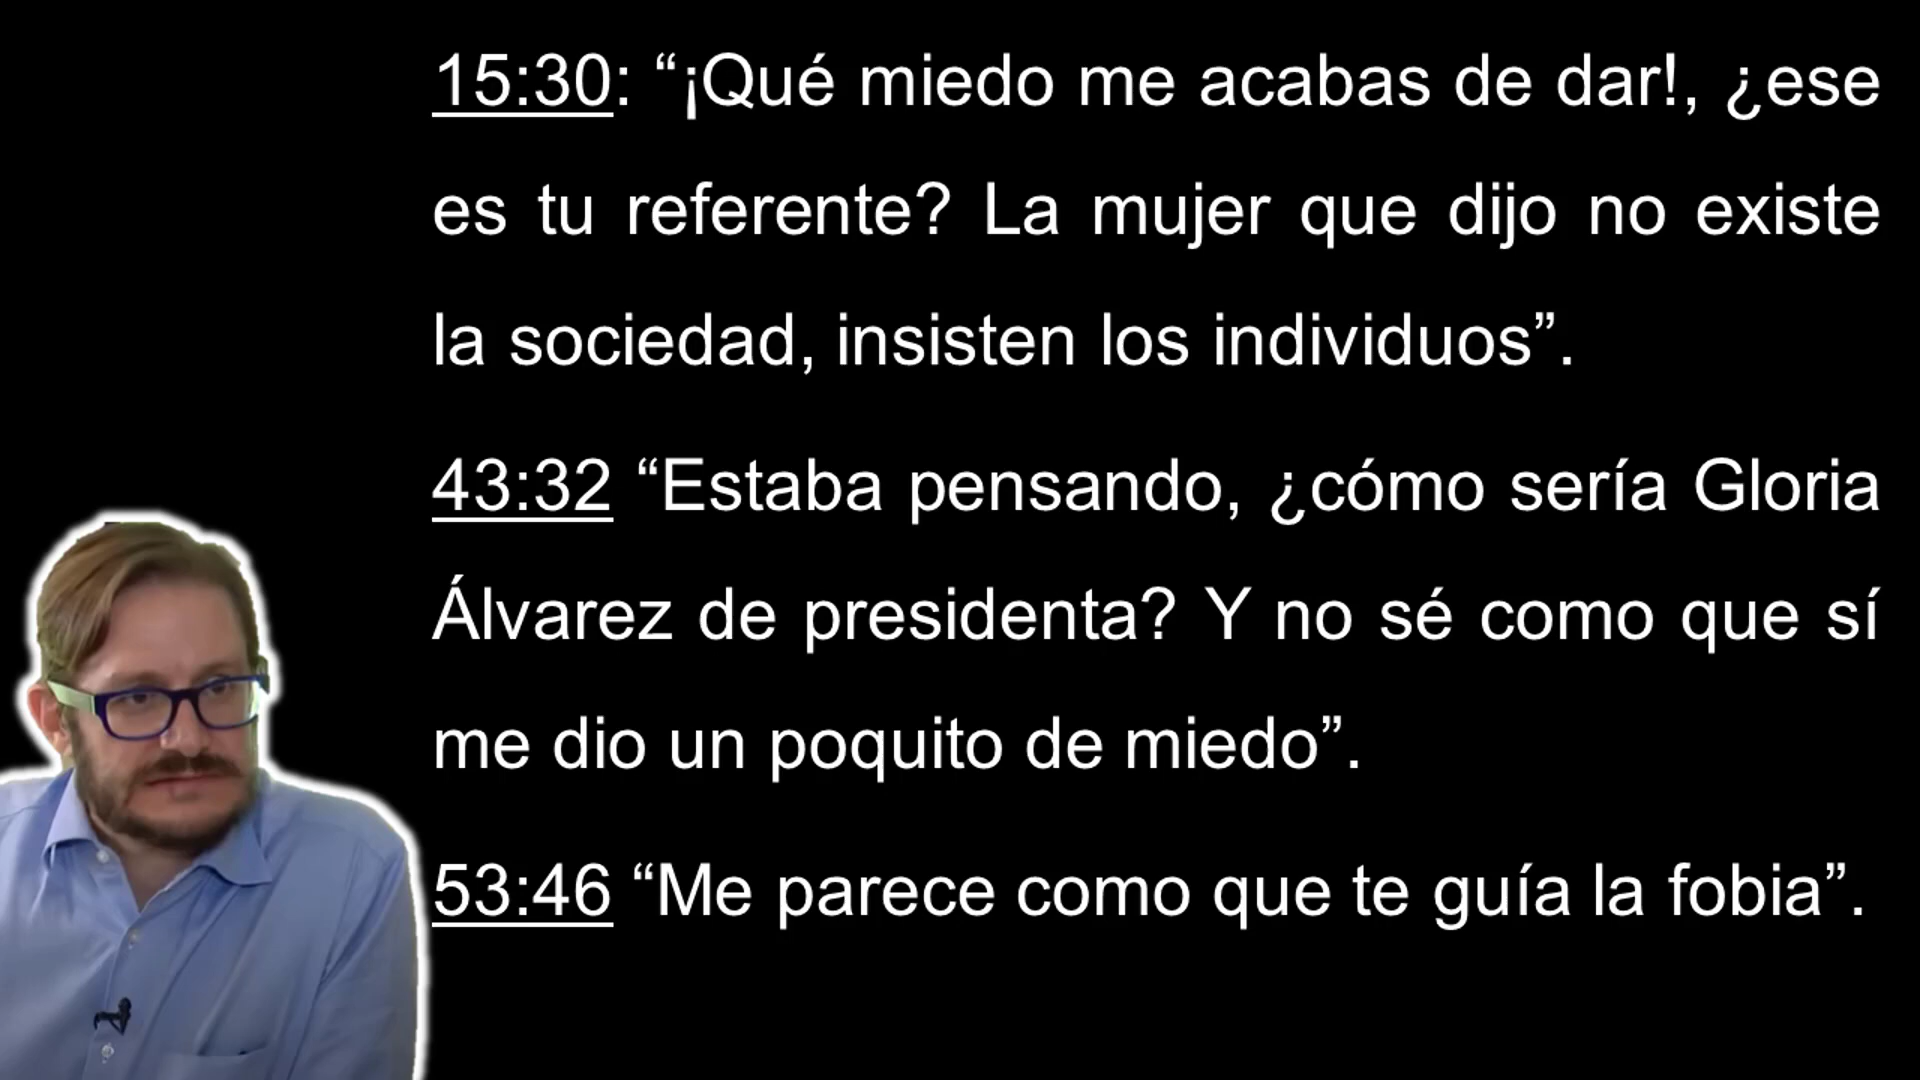 15:30: “¡Qué miedo me acabas de dar!, ¿ese
es tu referente? La mujer que dijo no existe
la sociedad, insisten los individuos”.
43:32 “Estaba pensando, ¿cómo sería Gloria
Álvarez de presidenta? Y no sé como que sí
me dio un poquito de miedo”.
53:46 “Me parece como que te guía la fobia”.